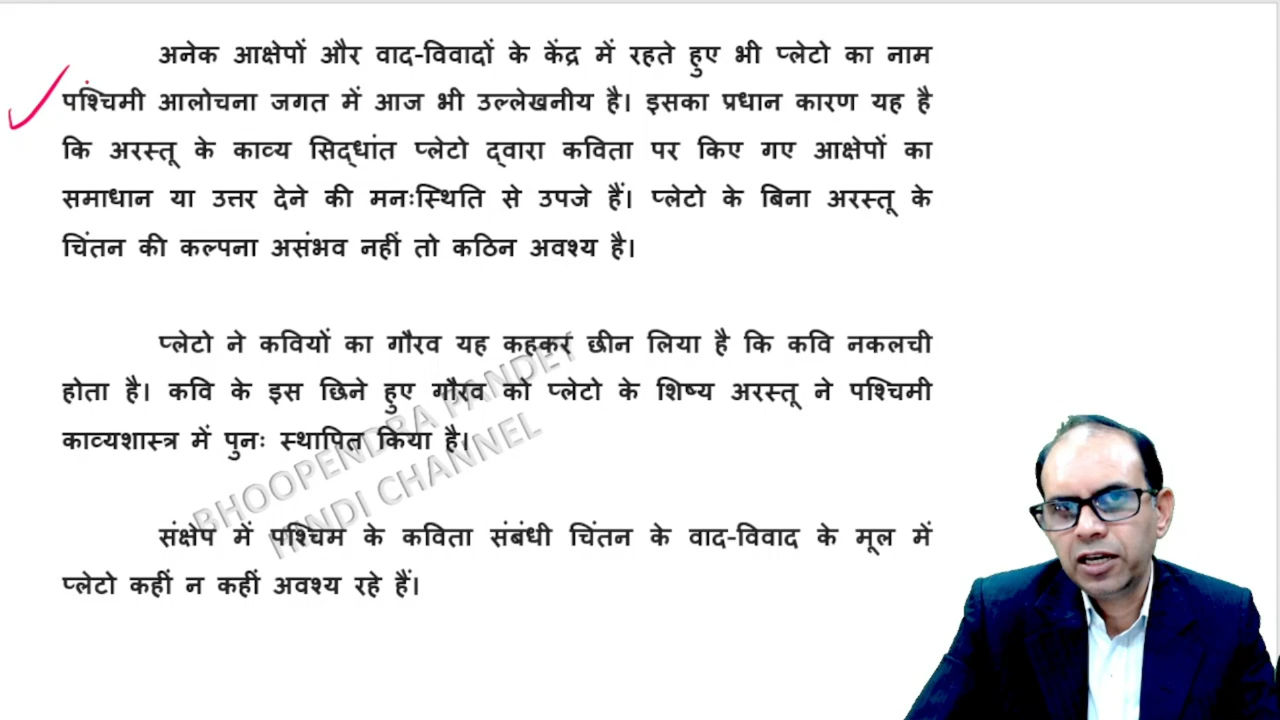 अनेक आक्षेपों और वाद-विवादों के केंद्र में रहते हुए भी प्लेटो का नाम
पश्चिमी आलोचना जगत में आज भी उल्लेखनीय है। इसका प्रधान कारण यह है
कि अरस्तू के काव्य सिद्धांत प्लेटो द्वारा कविता पर किए गए आक्षेपों का
समाधान या उत्तर देने की मनःस्थिति से उपजे हैं। प्लेटो के बिना अरस्तू के
चिंतन की कल्पना असंभव नहीं तो कठिन अवश्य है।
प्लेटो ने कवियों का गौरव यह कहकर छीन लिया है कि कवि नकलची
होता है। कवि के इस छिने हुए गौरव को प्लेटो के शिष्य अरस्तू ने पश्चिमी
काव्यशास्त्र में पुनः स्थापित किया है।
संक्षेप में पश्चिम के कविता संबंधी चिंतन के वाद-विवाद के मूल में
प्लेटो कहीं न कहीं अवश्य रहे हैं।
BHOOPENDRA PANDEY
HINDI CHANNEL